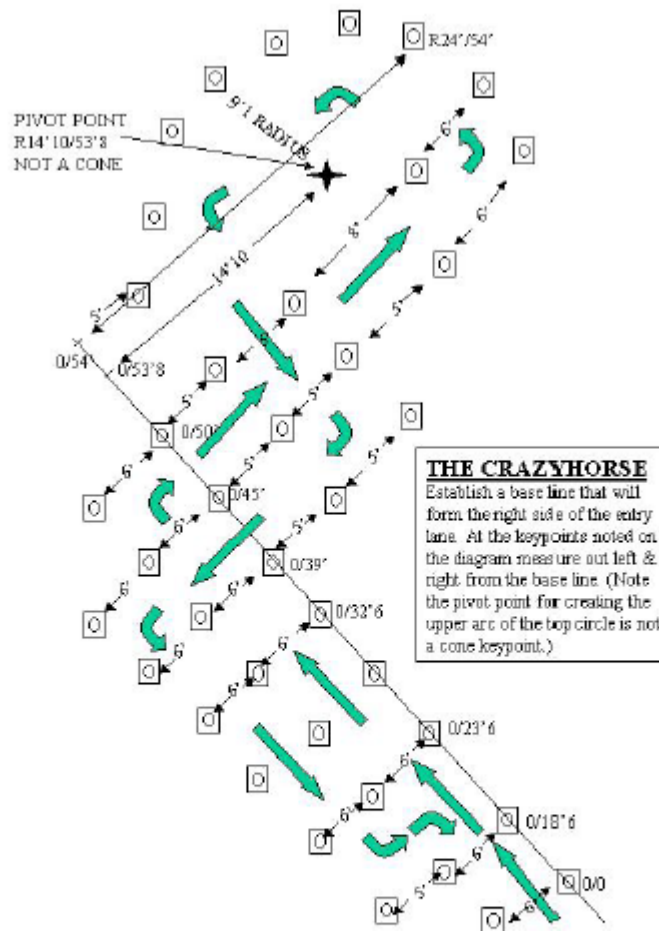 R24'/54'
PIVOT POINT
R14'10/53'8
NOT A CONE
9'1 RADIUS
6'
6'
8'
14'10
5'
5'
8'
0/54'
0/53'8
5'
0/50'
5'
5'
6'
0/45'
5'
6'
5'
0/39'
6'
6'
0/32'6
6'
6'
6'
0/23'6
6'
6'
0/18'6
6'
5'
0/0
6'
THE CRAZYHORSE
Establish a base line that will
form the right side of the entry
lane. At the keypoints noted on
the diagram measure out left &
right from the base line. (Note
the pivot point for creating the
upper arc of the top circle is not
a cone keypoint.)